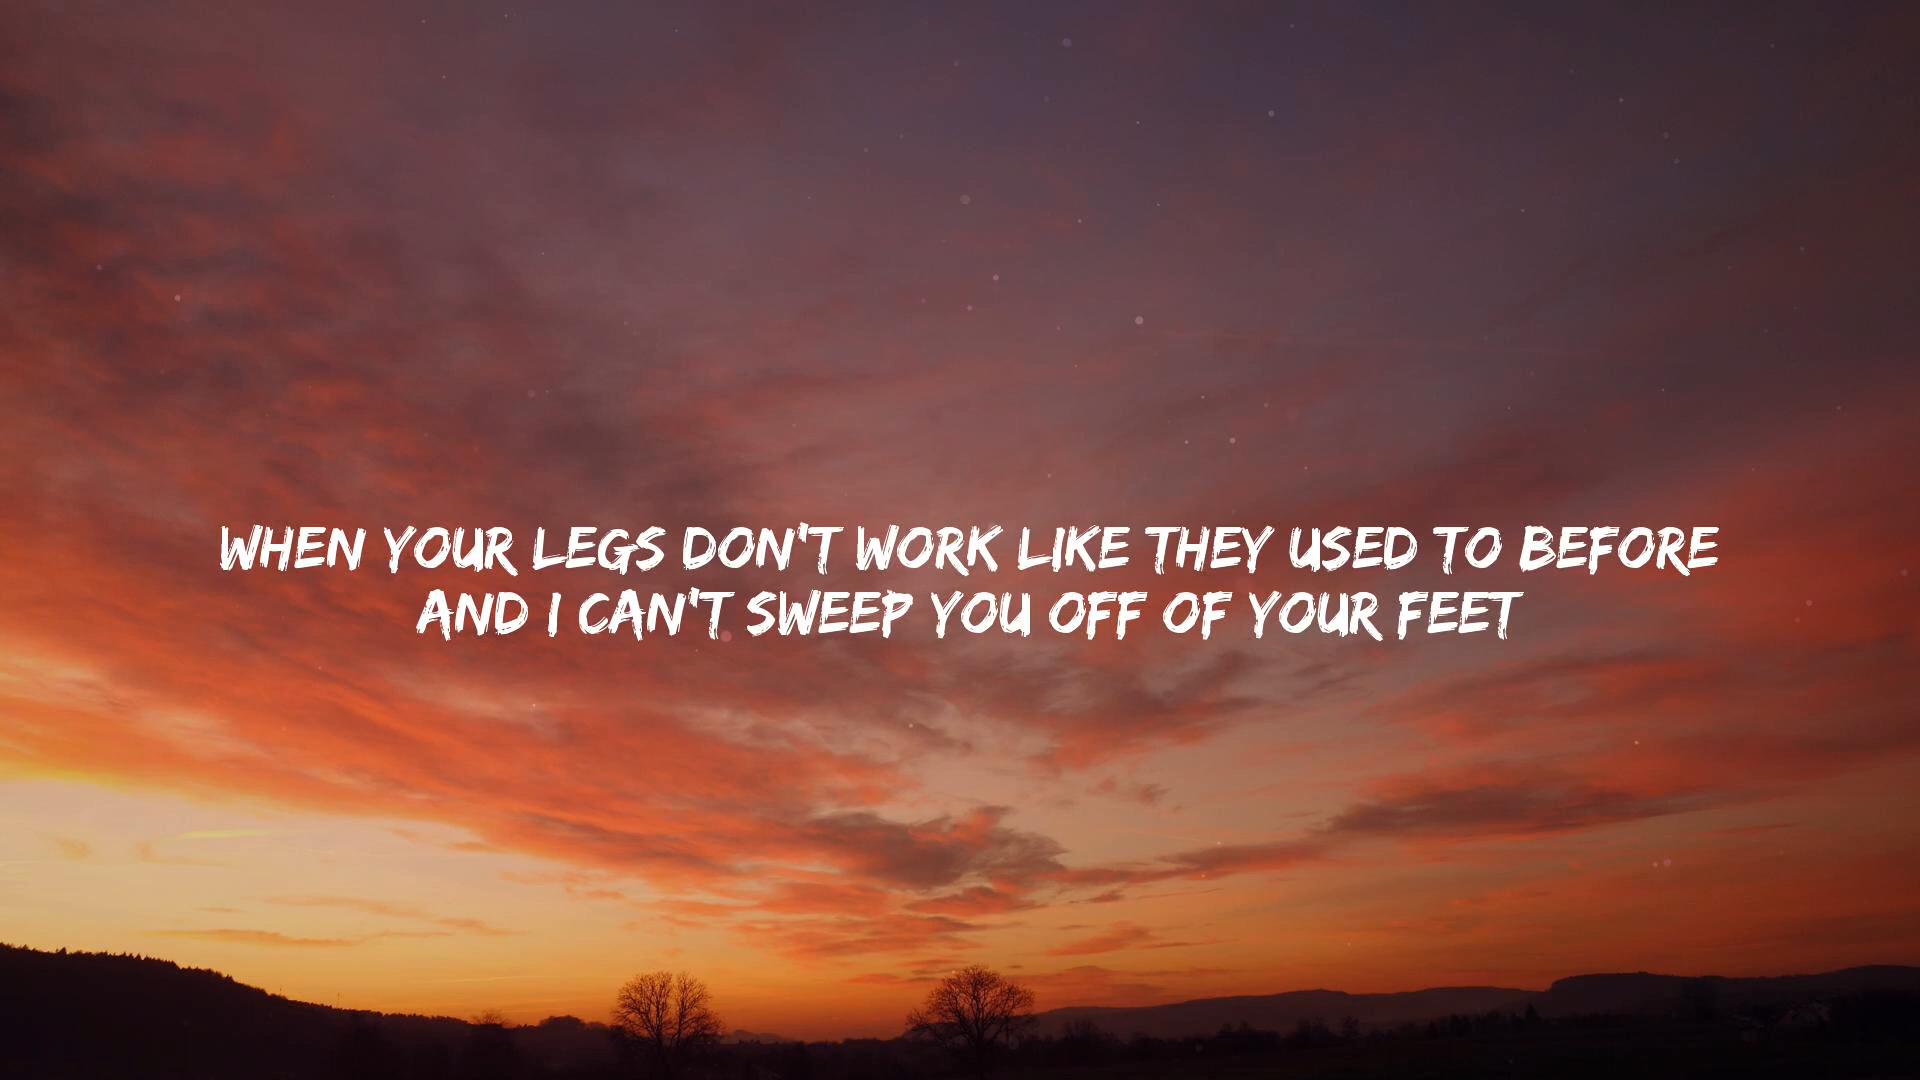 WHEN YOUR LEGS DON'T WORK LIKE THEY USED TO BEFORE
AND I CAN'T SWEEP YOU OFF OF YOUR FEET